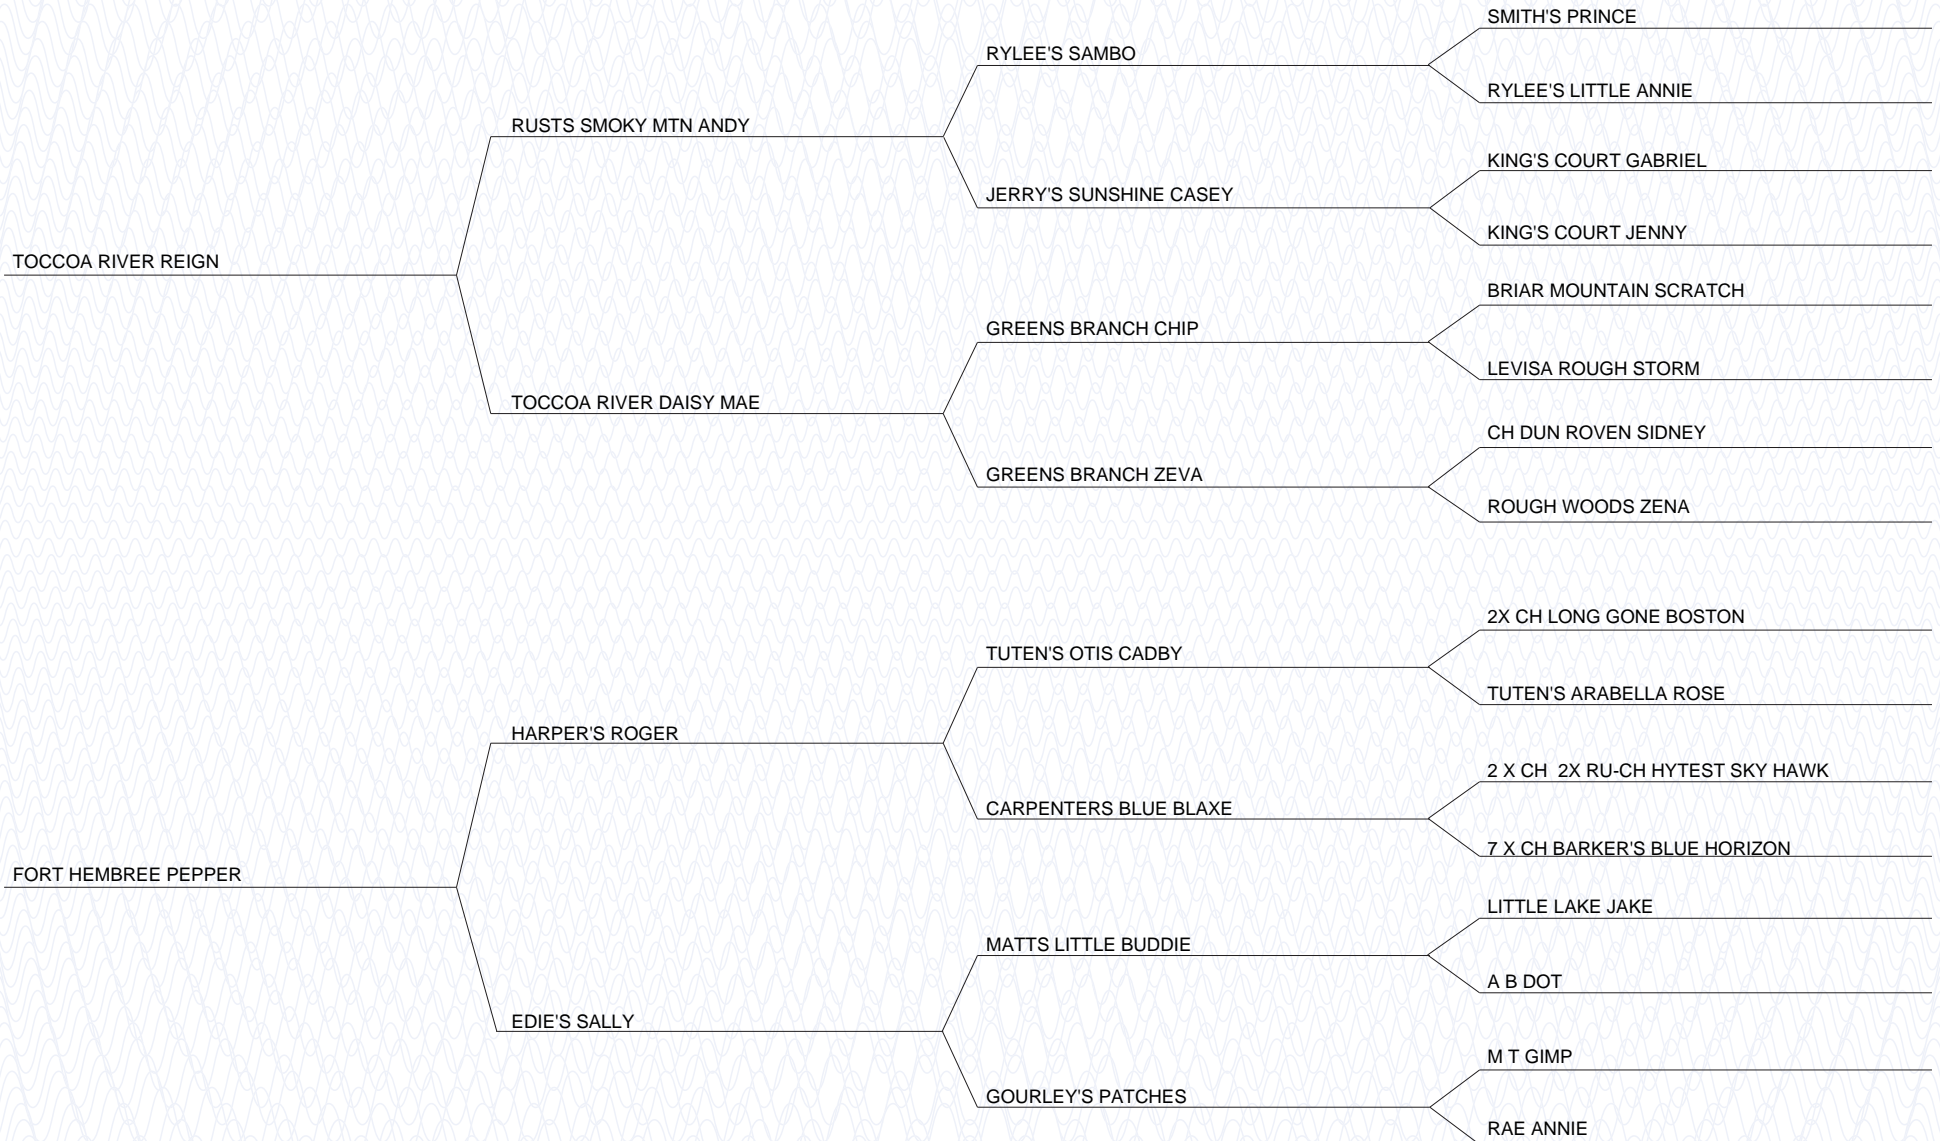 SMITH'S PRINCE
RYLEE'S SAMBO
RYLEE'S LITTLE ANNIE
RUSTS SMOKY MTN ANDY
KING'S COURT GABRIEL
JERRY'S SUNSHINE CASEY
KING'S COURT JENNY
TOCCOA RIVER REIGN
BRIAR MOUNTAIN SCRATCH
GREENS BRANCH CHIP
LEVISA ROUGH STORM
TOCCOA RIVER DAISY MAE
CH DUN ROVEN SIDNEY
GREENS BRANCH ZEVA
ROUGH WOODS ZENA
2X CH LONG GONE BOSTON
TUTEN'S OTIS CADBY
TUTEN'S ARABELLA ROSE
HARPER'S ROGER
2 X CH  2X RU-CH HYTEST SKY HAWK
CARPENTERS BLUE BLAXE
7 X CH BARKER'S BLUE HORIZON
FORT HEMBREE PEPPER
LITTLE LAKE JAKE
MATTS LITTLE BUDDIE
A B DOT
EDIE'S SALLY
M T GIMP
GOURLEY'S PATCHES
RAE ANNIE